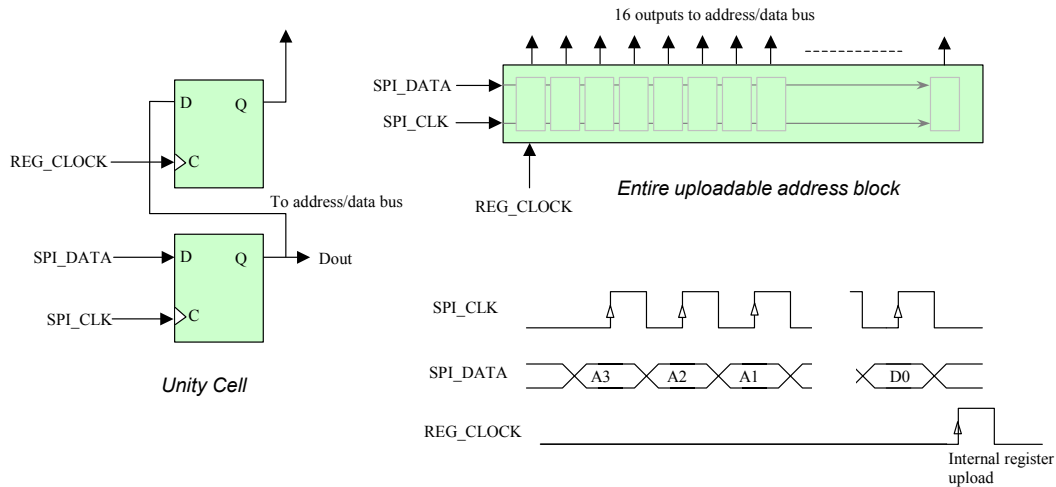 D
Q
REG_CLOCK
C
To address/data bus
SPI_DATA
D
Q
Dout
SPI_CLK
C
Unity Cell
16 outputs to address/data bus
SPI_DATA
SPI_CLK
REG_CLOCK
Entire uploadable address block
SPI_CLK
SPI_DATA
A3
A2
A1
D0
REG_CLOCK
Internal register
upload